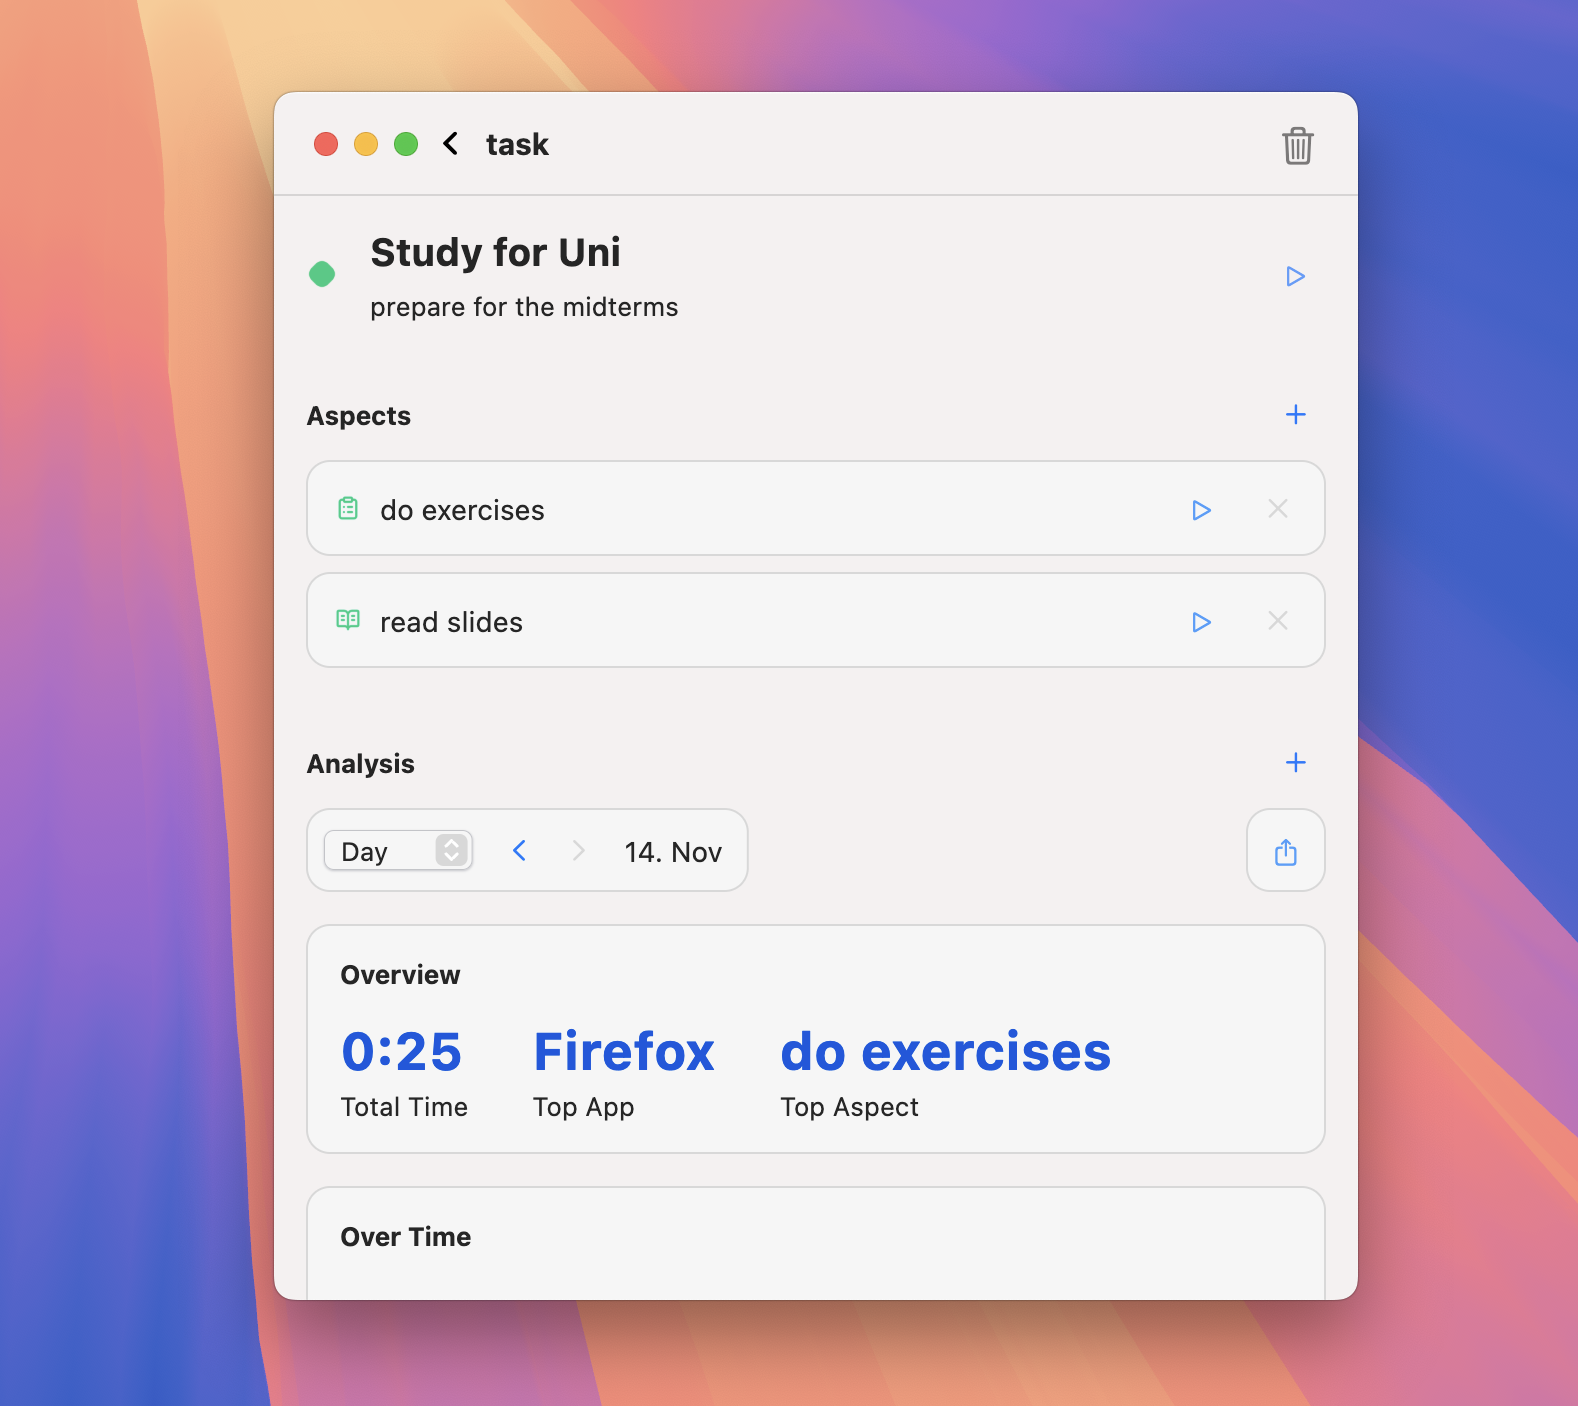 task
Study for Uni
prepare for the midterms
Aspects
do exercises
read slides
Analysis
Day 14. Nov
Overview
0:25 Firefox do exercises
Total Time Top App Top Aspect
Over Time